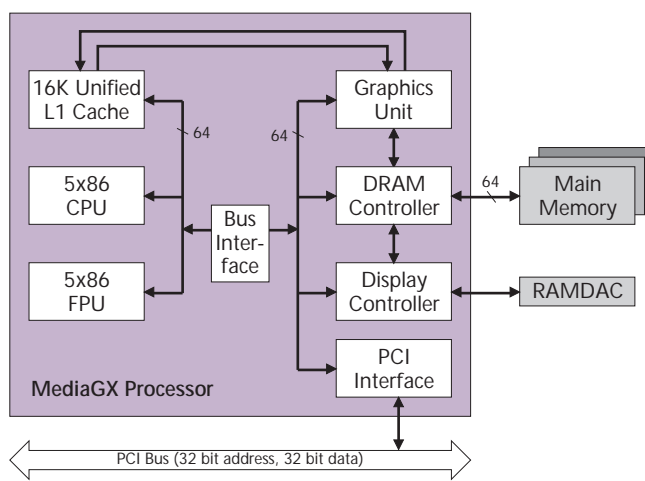 16K Unified
L1 Cache
Graphics
Unit
64
64
5x86
CPU
DRAM
Controller
64
Main
Memory
Bus
Inter-
face
5x86
FPU
Display
Controller
RAMDAC
PCI
Interface
MediaGX Processor
PCI Bus (32 bit address, 32 bit data)